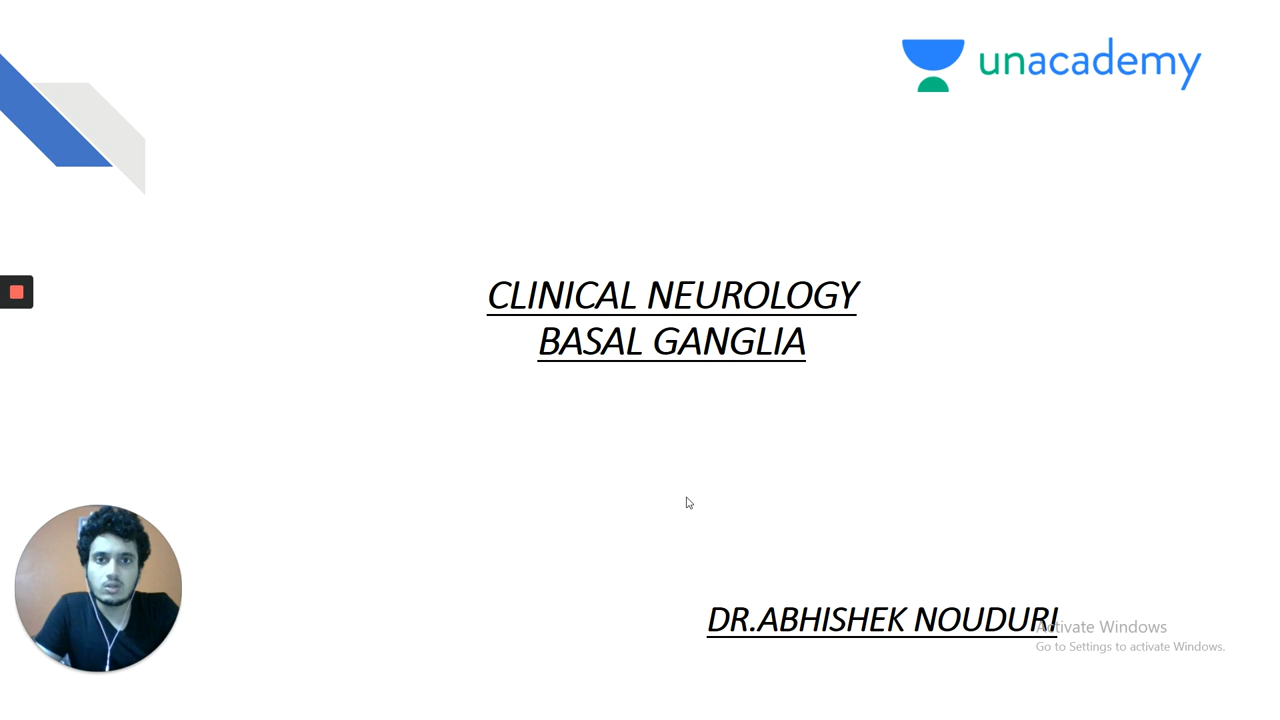 unacademy
CLINICAL NEUROLOGY
BASAL GANGLIA
DR.ABHISHEK NOUDURI
Activate Windows
Go to Settings to activate Windows.